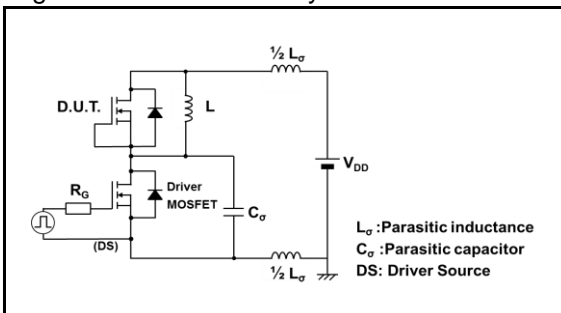 ½ Lσ
D.U.T.
L
VDD
RG
Driver
MOSFET
Cσ
(DS)
½ Lσ
Lσ :Parasitic inductance
Cσ :Parasitic capacitor
DS: Driver Source